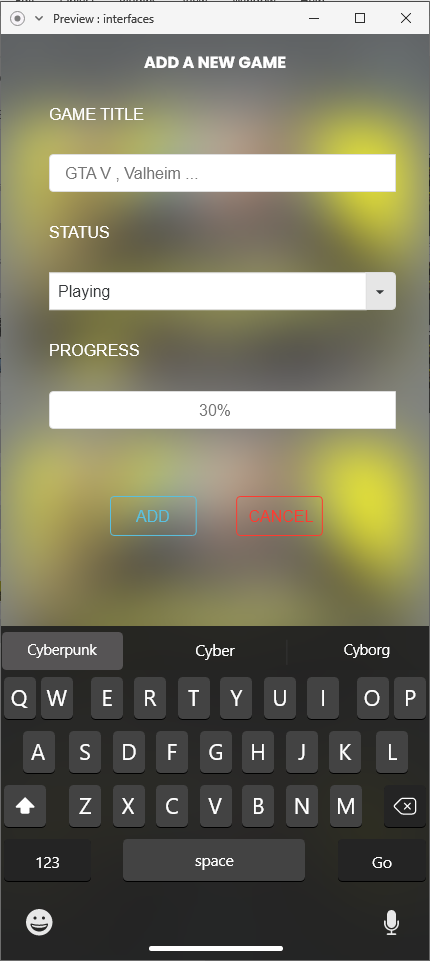 Preview : interfaces
ADD A NEW GAME
GAME TITLE
GTA V , Valheim ...
STATUS
Playing
PROGRESS
30%
ADD CANCEL
Cyberpunk Cyber Cyborg
Q W E R T Y U I O P
A S D F G H J K L
Z X C V B N M
123 space Go